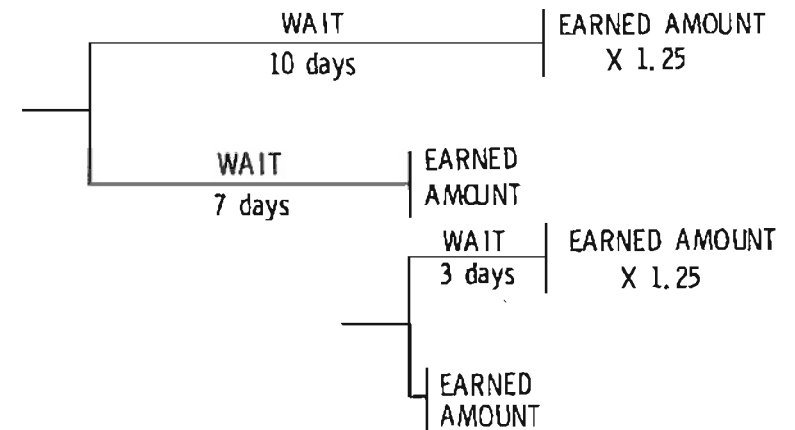 WAIT
10 days
EARNED AMOUNT
X 1.25
WAIT
7 days
EARNED
AMOUNT
WAIT
3 days
EARNED AMOUNT
X 1.25
EARNED
AMOUNT